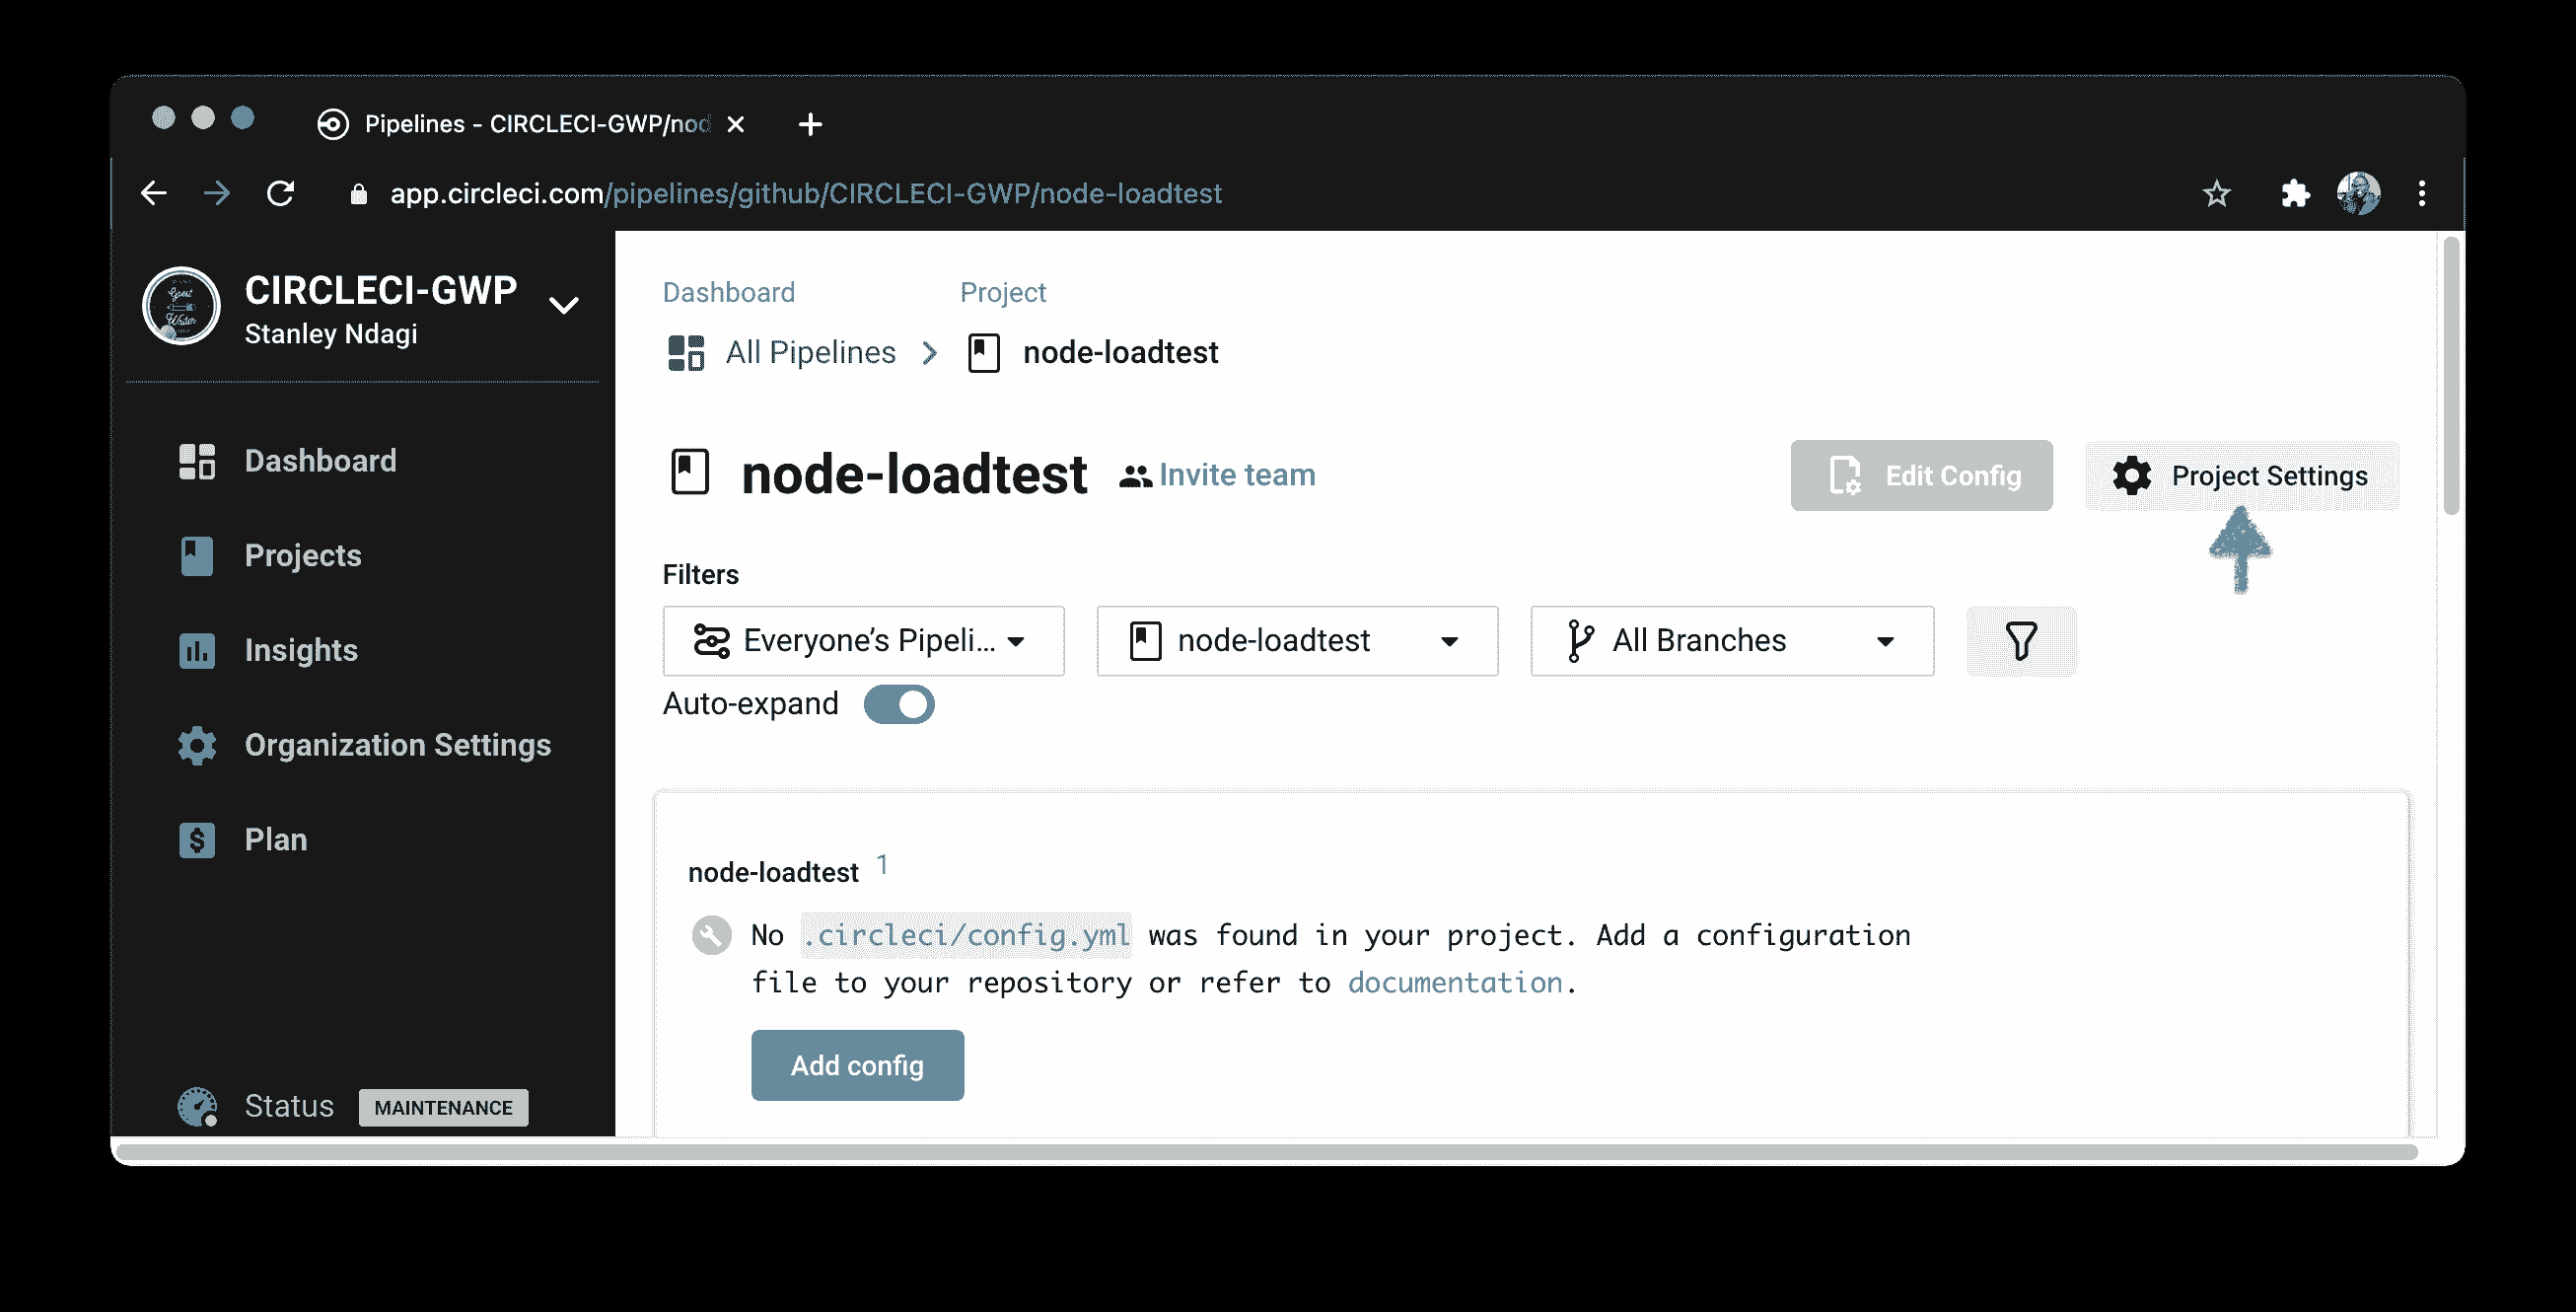 Pipelines - CIRCLECI-GWP/nod
app.circleci.com/pipelines/github/CIRCLECI-GWP/node-loadtest
CIRCLECI-GWP
Stanley Ndagi
Dashboard
Projects
Insights
Organization Settings
Plan
Status MAINTENANCE
Dashboard Project
All Pipelines node-loadtest
node-loadtest Invite team Edit Config Project Settings
Filters
Everyone’s Pipeli... node-loadtest All Branches
Auto-expand
node-loadtest 1
No .circleci/config.yml was found in your project. Add a configuration
file to your repository or refer to documentation.
Add config